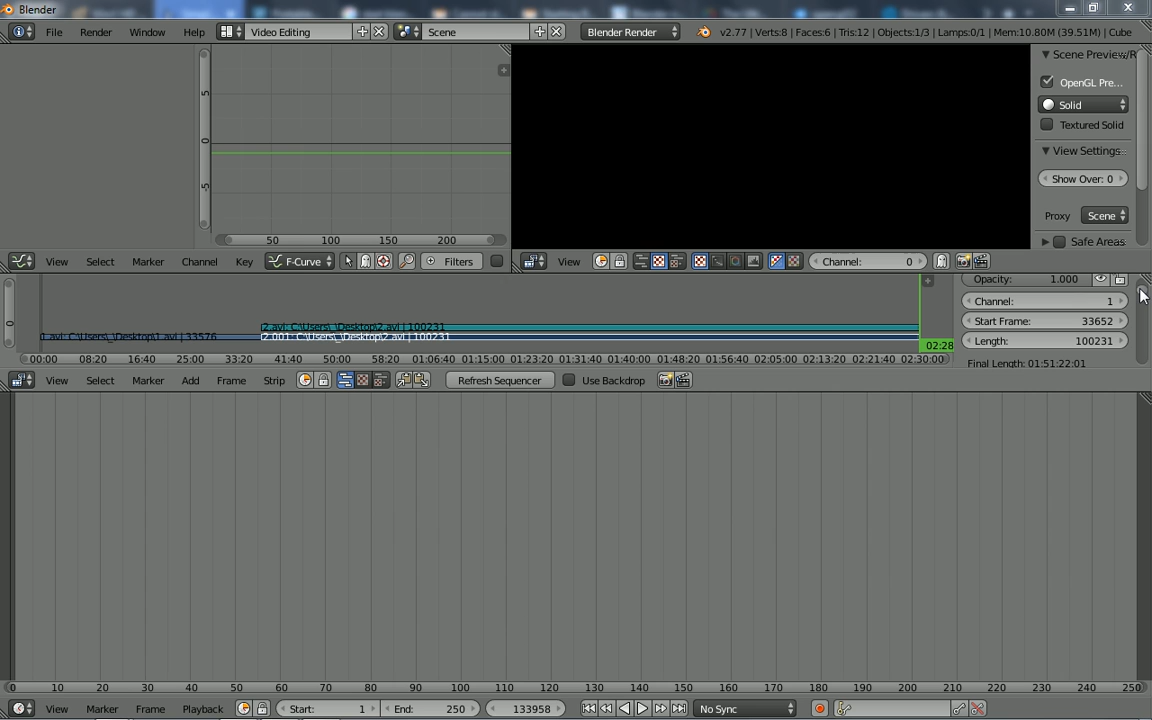 Blender
File Render Window Help Video Editing Scene Blender Render v2.77 | Verts:8 | Faces:6 | Tris:12 | Objects:1/3 | Lamps:0/1 | Mem:10.80M (39.51M) | Cube
Scene Preview/R
OpenGL Pre...
Solid
Textured Solid
View Settings
Show Over: 0
Proxy Scene
Safe Areas
5
0
-5
50 100 150 200
View Select Marker Channel Key F-Curve Filters
View Channel: 0
Opacity: 1.000
Channel: 1
Start Frame: 33652
Length: 100231
Final Length: 01:51:22:01
0
2.avi: C:\Users\_\Desktop\2.avi | 100231
C:\Users\_\Desktop\1.avi | 33576
2.001: C:\Users\_\Desktop\2.avi | 100231
02:28
00:00 08:20 16:40 25:00 33:20 41:40 50:00 58:20 01:06:40 01:15:00 01:23:20 01:31:40 01:40:00 01:48:20 01:56:40 02:05:00 02:13:20 02:21:40 02:30:00
View Select Marker Add Frame Strip Refresh Sequencer Use Backdrop
0 10 20 30 40 50 60 70 80 90 100 110 120 130 140 150 160 170 180 190 200 210 220 230 240 250
View Marker Frame Playback Start: 1 End: 250 133958 No Sync